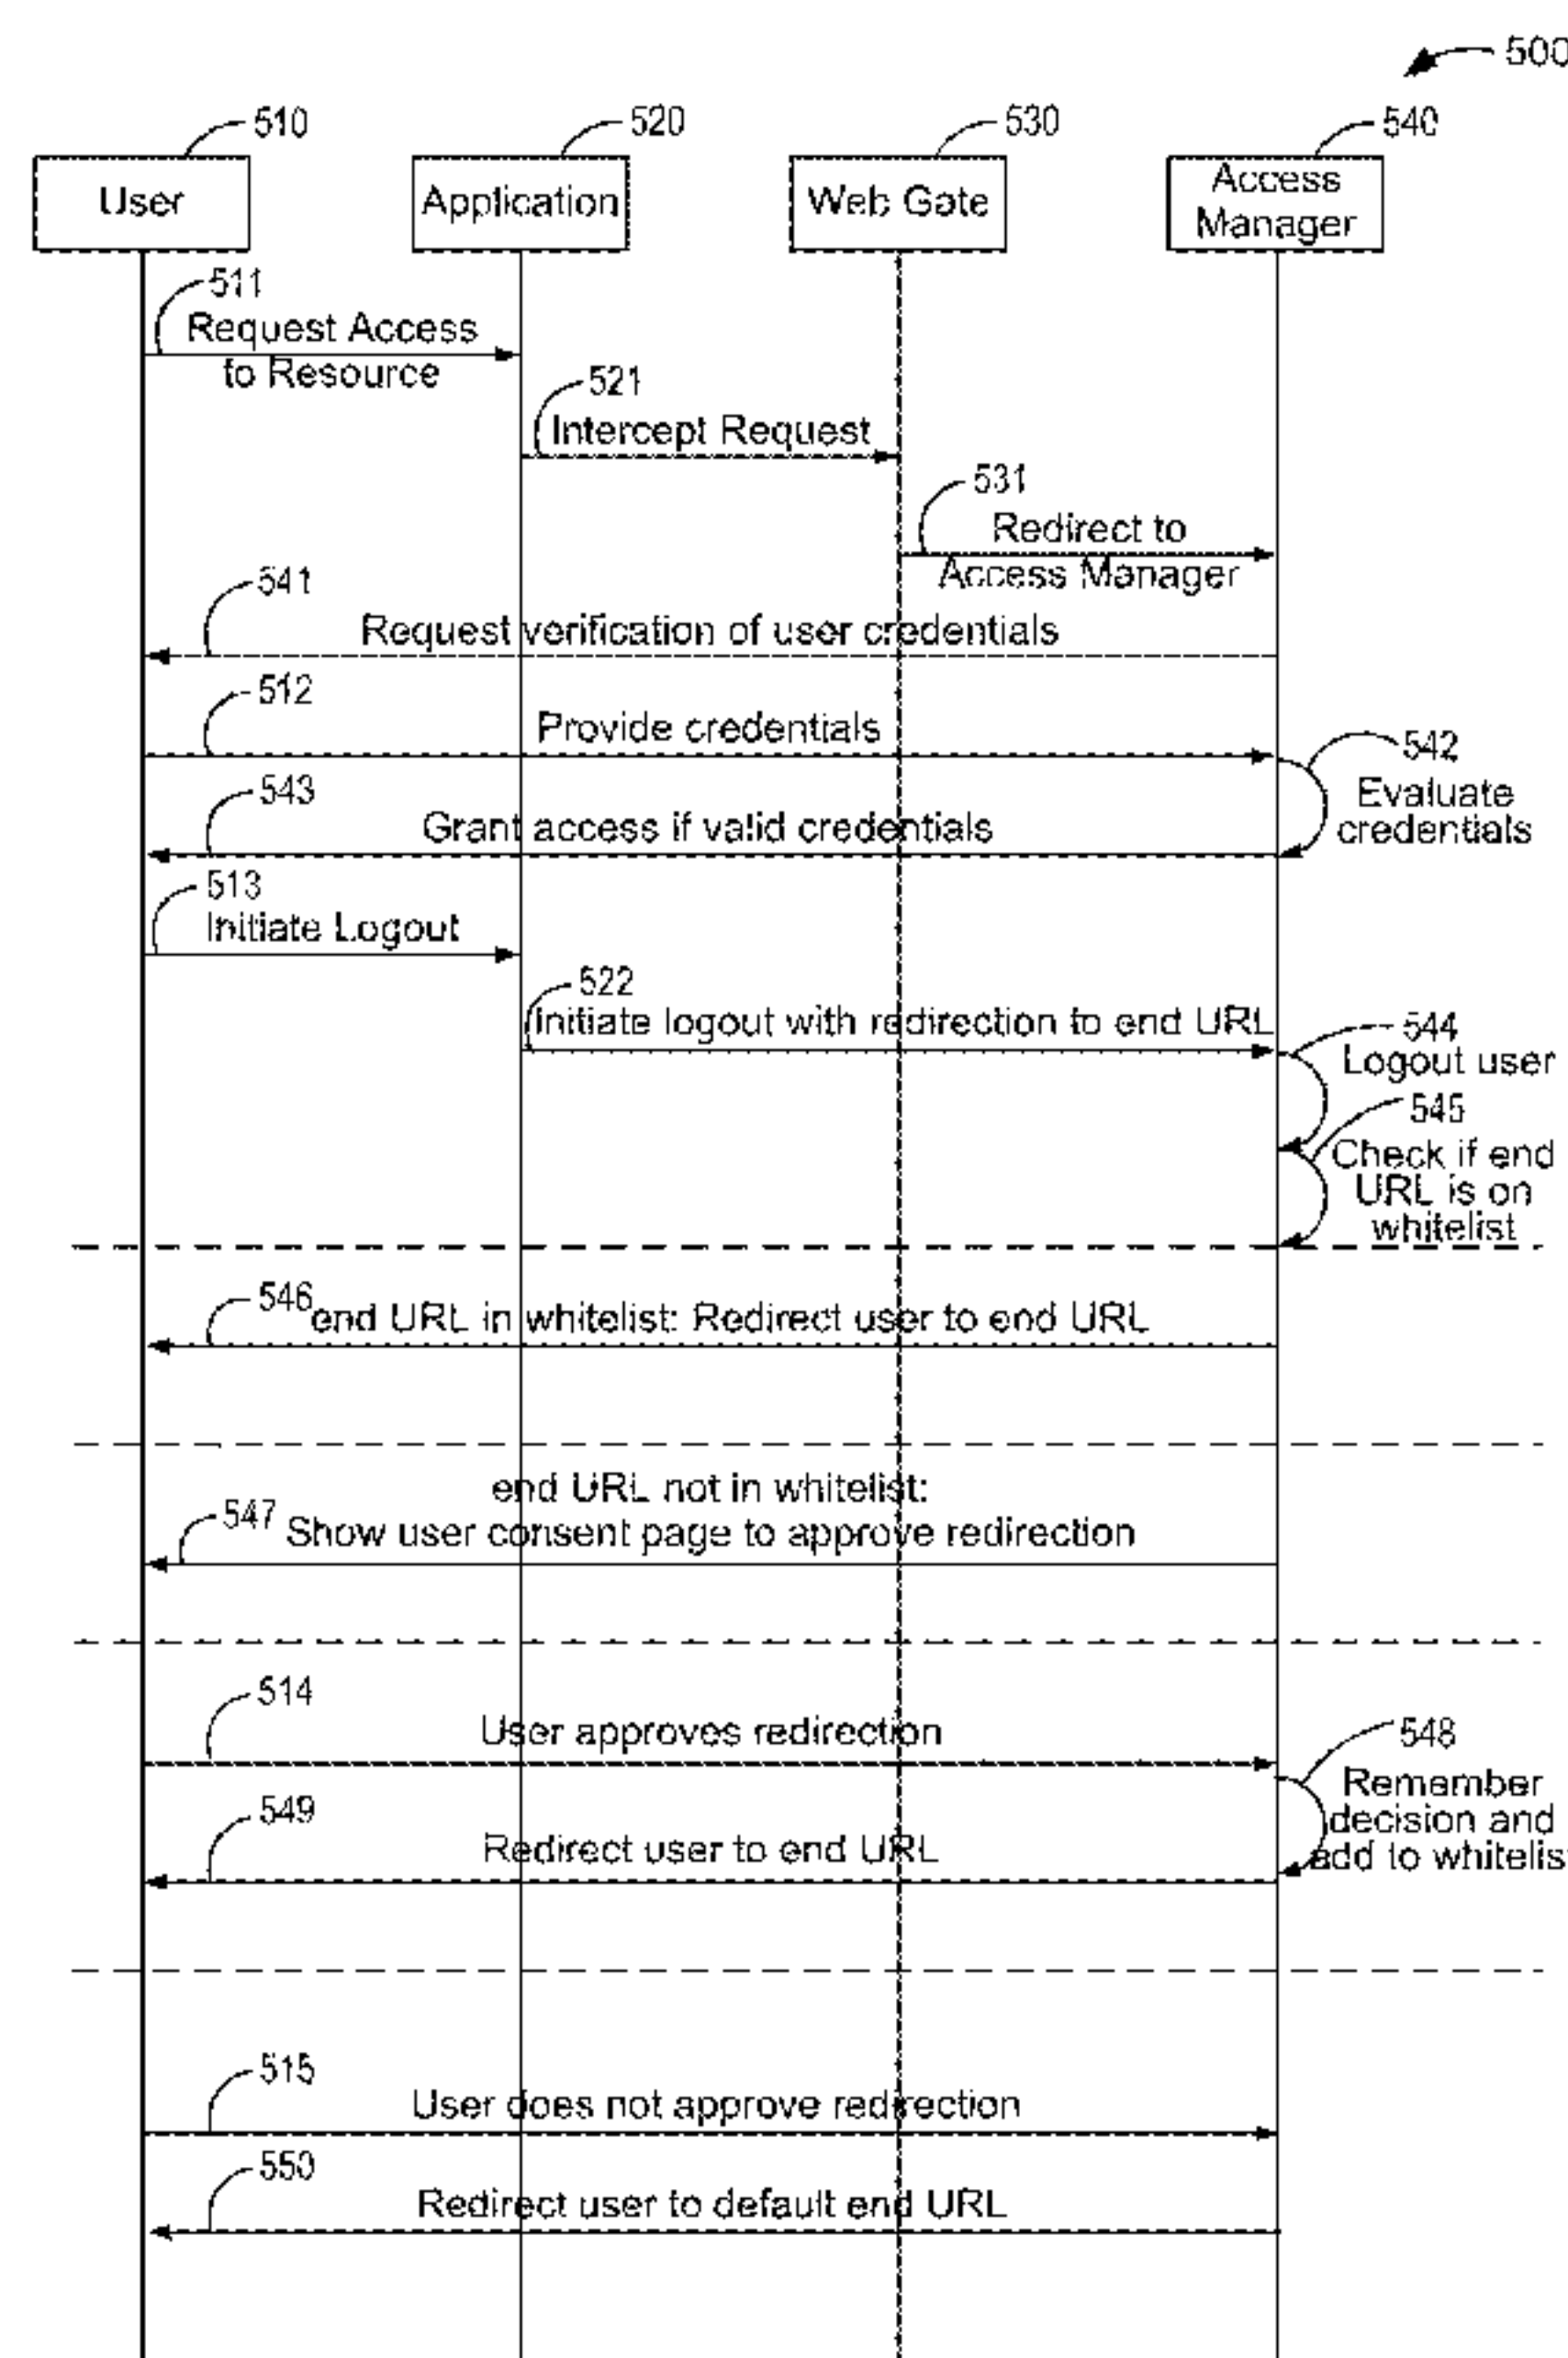 500
510
520
530
540
User
Application
Web Gate
Access
Manager
511
Request Access
to Resource
521
Intercept Request
531
Redirect to
Access Manager
541
Request verification of user credentials
512
Provide credentials
542
Evaluate
credentials
543
Grant access if valid credentials
513
Initiate Logout
522
Initiate logout with redirection to end URL
544
Logout user
545
Check if end
URL is on
whitelist
546
end URL in whitelist: Redirect user to end URL
end URL not in whitelist:
547
Show user consent page to approve redirection
514
User approves redirection
548
Remember
decision and
add to whitelist
549
Redirect user to end URL
515
User does not approve redirection
550
Redirect user to default end URL